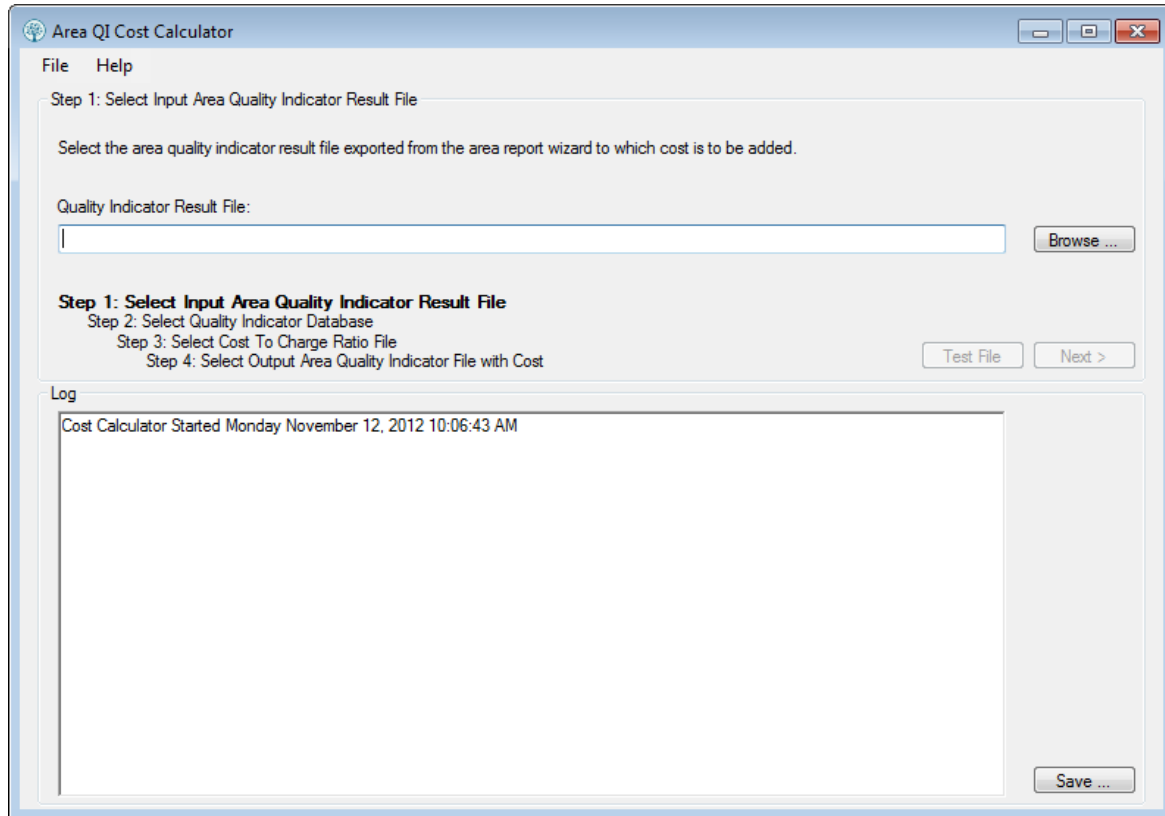 Area QI Cost Calculator
File Help
Step 1: Select Input Area Quality Indicator Result File
Select the area quality indicator result file exported from the area report wizard to which cost is to be added.
Quality Indicator Result File:
Browse ...
Step 1: Select Input Area Quality Indicator Result File
Step 2: Select Quality Indicator Database
Step 3: Select Cost To Charge Ratio File
Step 4: Select Output Area Quality Indicator File with Cost
Test File Next >
Log
Cost Calculator Started Monday November 12, 2012 10:06:43 AM
Save ...